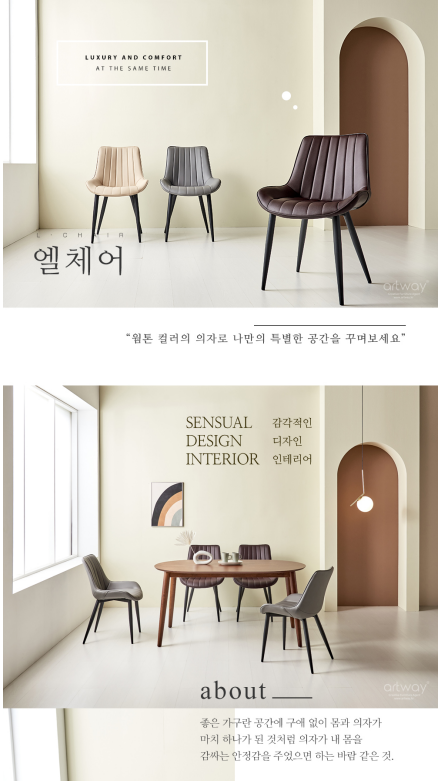 LUXURY AND COMFORT
AT THE SAME TIME
L - CHAIR
엘체어
artway
“웜톤 컬러의 의자로 나만의 특별한 공간을 꾸며보세요”
SENSUAL 감각적인
DESIGN 디자인
INTERIOR 인테리어
artway
about
좋은 가구란 공간에 구애 없이 몸과 의자가
마치 하나가 된 것처럼 의자가 내 몸을
감싸는 안정감을 주었으면 하는 바람 같은 것.